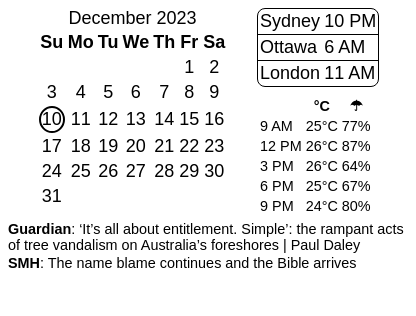 December 2023
Su Mo Tu We Th Fr Sa
1 2
3 4 5 6 7 8 9
10 11 12 13 14 15 16
17 18 19 20 21 22 23
24 25 26 27 28 29 30
31
Sydney 10 PM
Ottawa 6 AM
London 11 AM
°C ☂
9 AM 25°C 77%
12 PM 26°C 87%
3 PM 26°C 64%
6 PM 25°C 67%
9 PM 24°C 80%
Guardian: ‘It’s all about entitlement. Simple’: the rampant acts
of tree vandalism on Australia’s foreshores | Paul Daley
SMH: The name blame continues and the Bible arrives